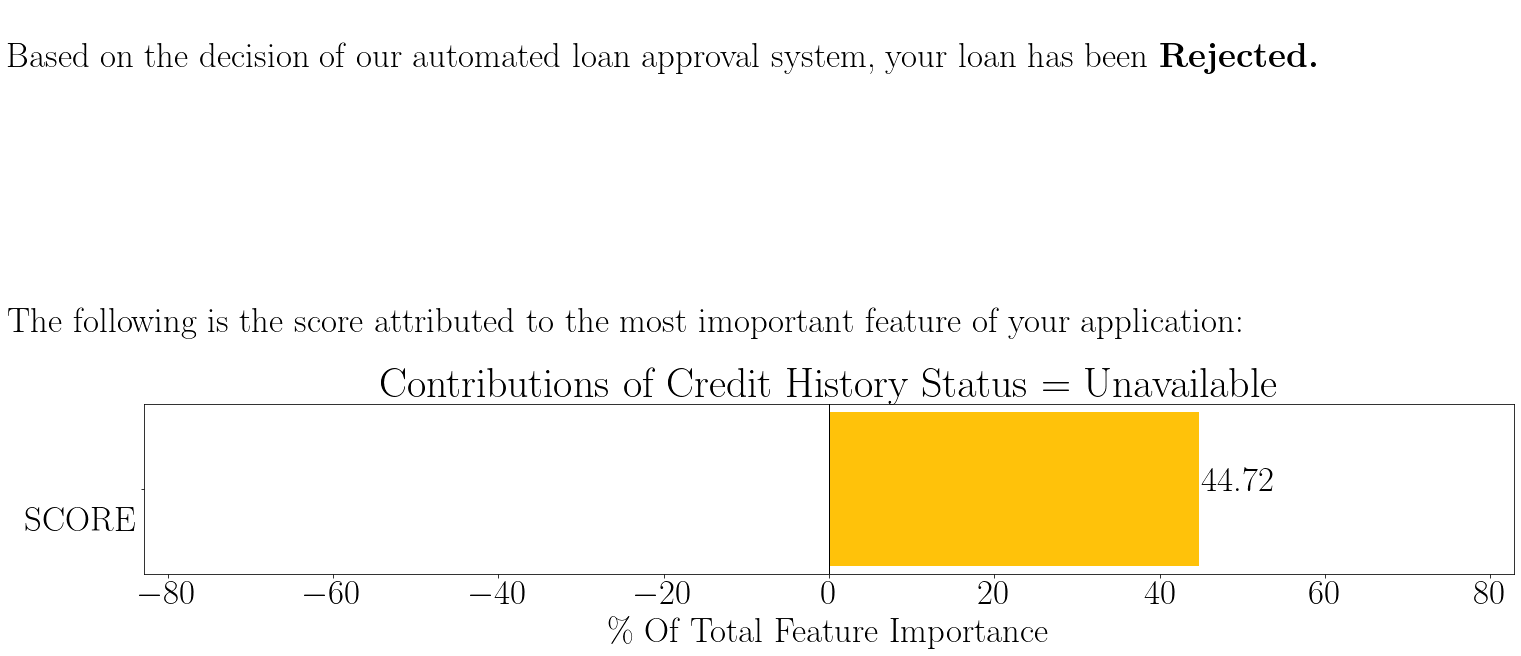 Based on the decision of our automated loan approval system, your loan has been Rejected.
The following is the score attributed to the most imoportant feature of your application:
Contributions of Credit History Status = Unavailable
44.72
SCORE
−80 −60 −40 −20 0 20 40 60 80
% Of Total Feature Importance